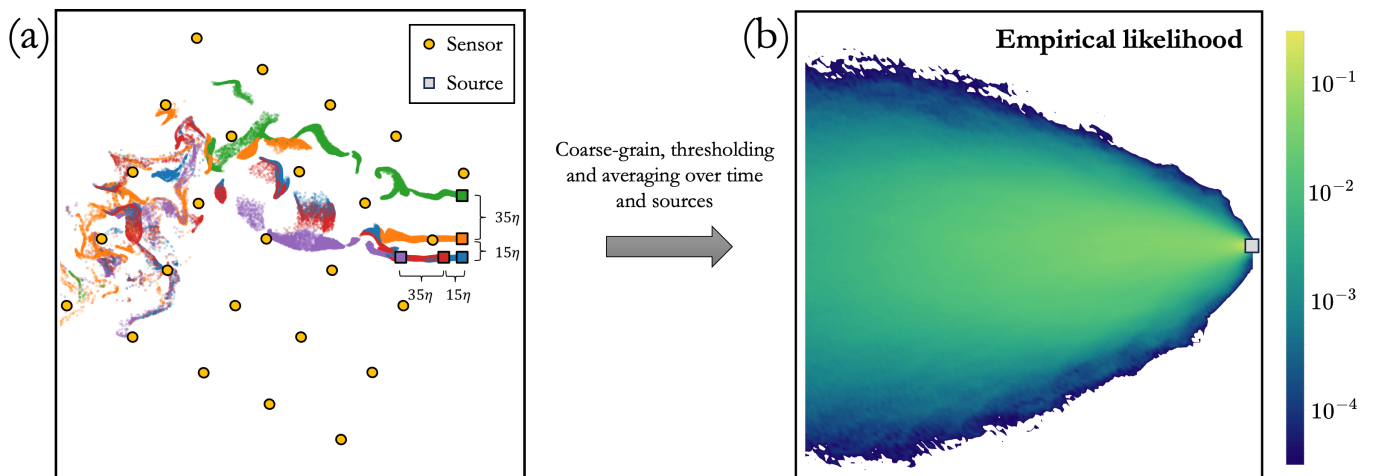 (a)
Sensor
Source
35η
15η
35η
15η
Coarse-grain, thresholding
and averaging over time
and sources
(b)
Empirical likelihood
10⁻¹
10⁻²
10⁻³
10⁻⁴